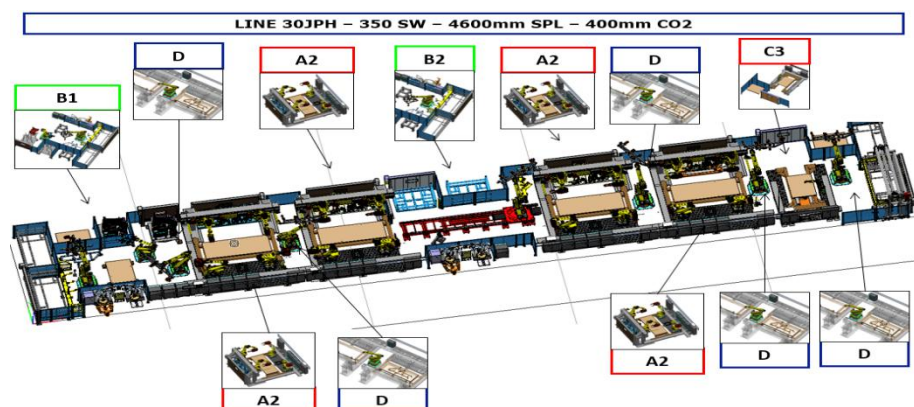 LINE 30JPH – 350 SW – 4600mm SPL – 400mm CO2
D
A2
B2
A2
D
C3
B1
A2
D
A2
D
D